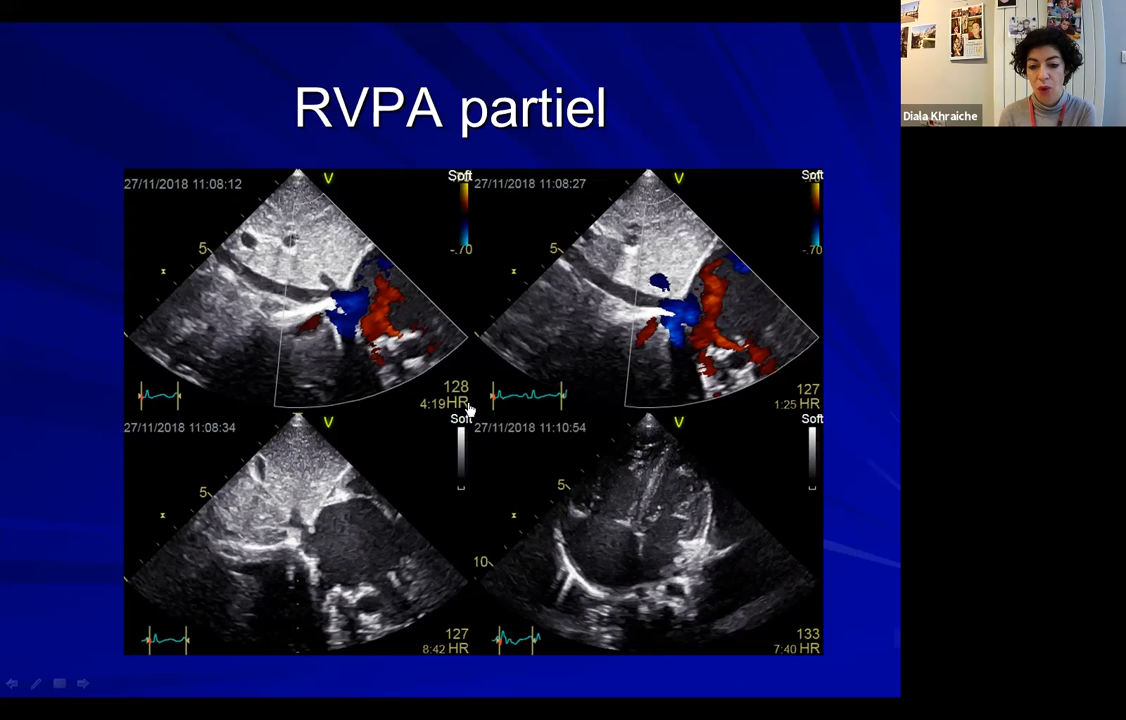 RVPA partiel
27/11/2018 11:08:12
V
Soft
5
-.70
128
4:19 HR
27/11/2018 11:08:27
V
Soft
5
-.70
127
1:25 HR
27/11/2018 11:08:34
V
Soft
5
127
8:42 HR
27/11/2018 11:10:54
V
Soft
5
10
133
7:40 HR
Diala Khraiche